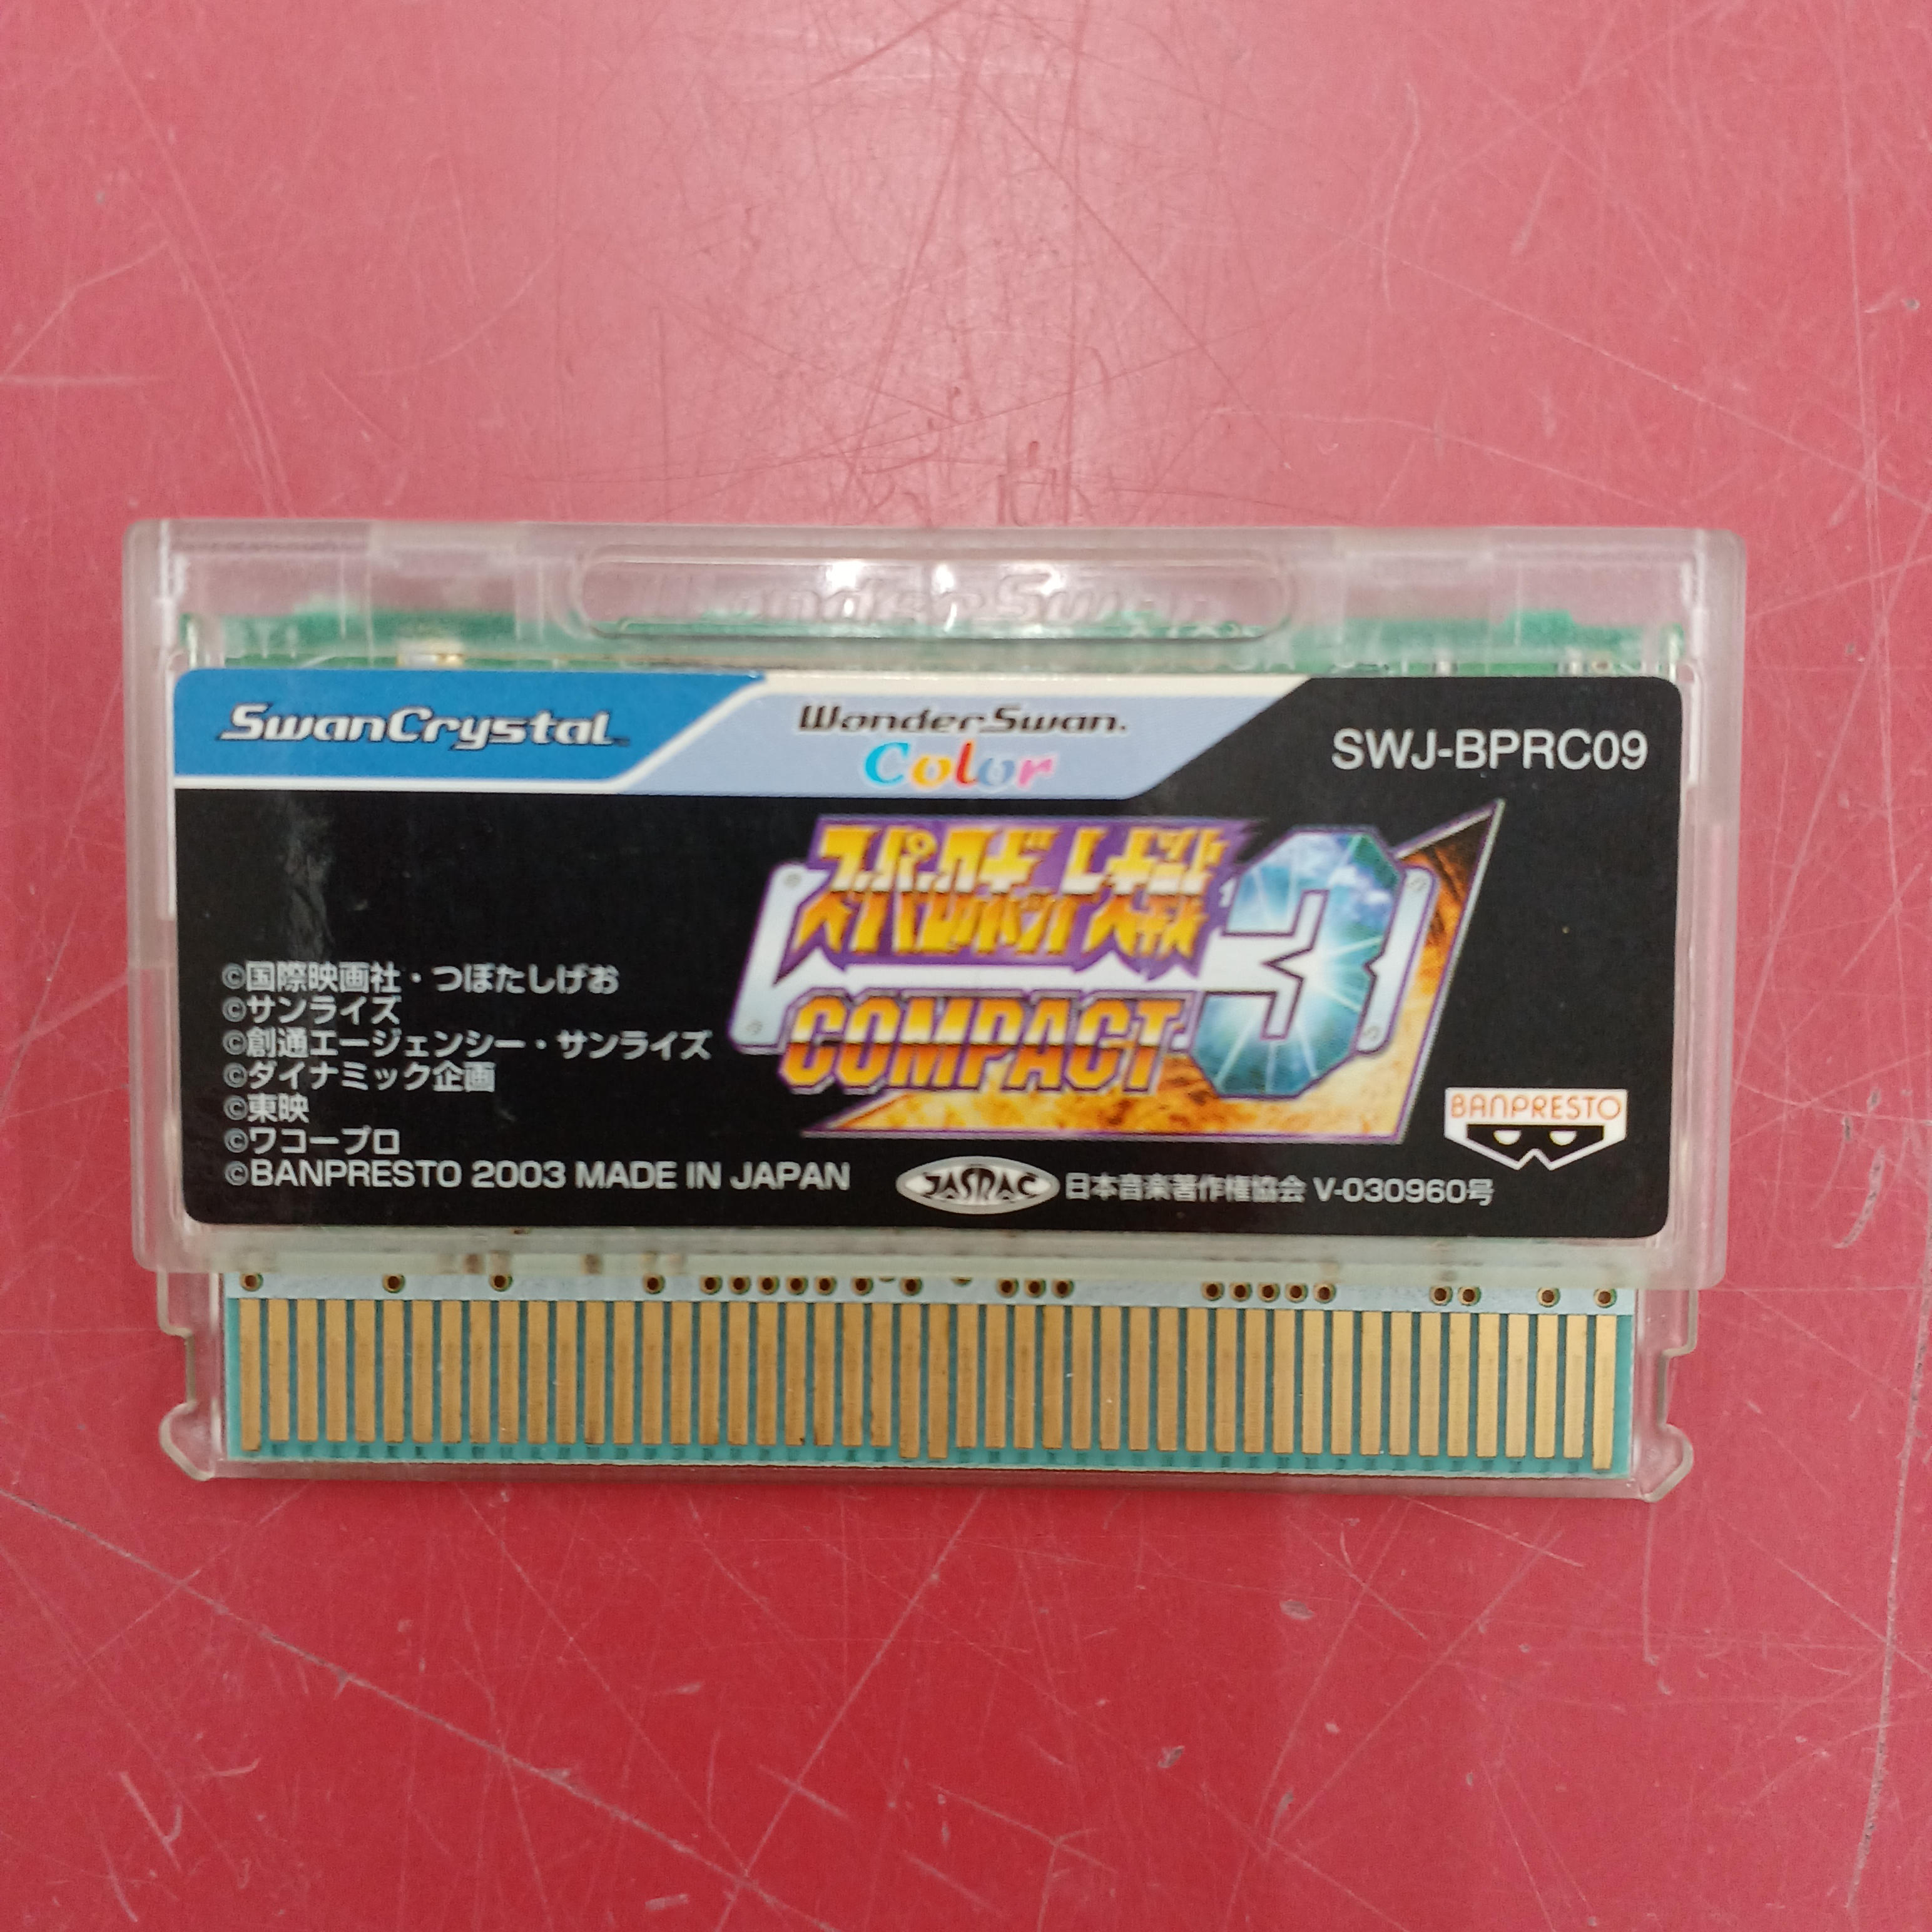 WonderSwan
SwanCrystal
WonderSwan.
Color
SWJ-BPRC09
スーパーロボット大戦
COMPACT 3
©国際映画社・つぼたしげお
©サンライズ
©創通エージェンシー・サンライズ
©ダイナミック企画
©東映
©ワコープロ
©BANPRESTO 2003 MADE IN JAPAN
JASRAC
日本音楽著作権協会 V-030960号
BANPRESTO